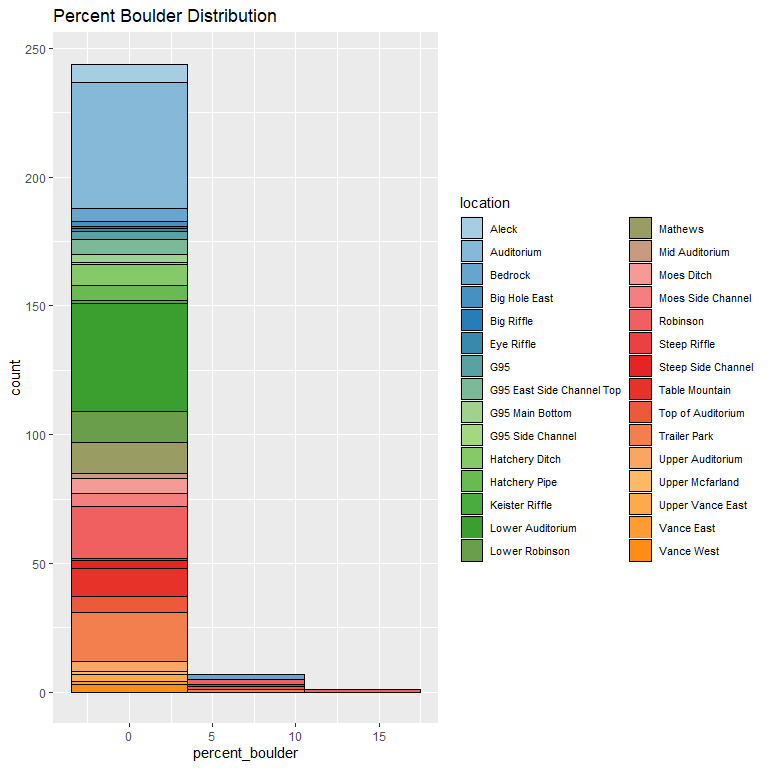 Percent Boulder Distribution
250
200
150
100
50
0
count
0 5 10 15
percent_boulder
location
Aleck
Auditorium
Bedrock
Big Hole East
Big Riffle
Eye Riffle
G95
G95 East Side Channel Top
G95 Main Bottom
G95 Side Channel
Hatchery Ditch
Hatchery Pipe
Keister Riffle
Lower Auditorium
Lower Robinson
Mathews
Mid Auditorium
Moes Ditch
Moes Side Channel
Robinson
Steep Riffle
Steep Side Channel
Table Mountain
Top of Auditorium
Trailer Park
Upper Auditorium
Upper Mcfarland
Upper Vance East
Vance East
Vance West